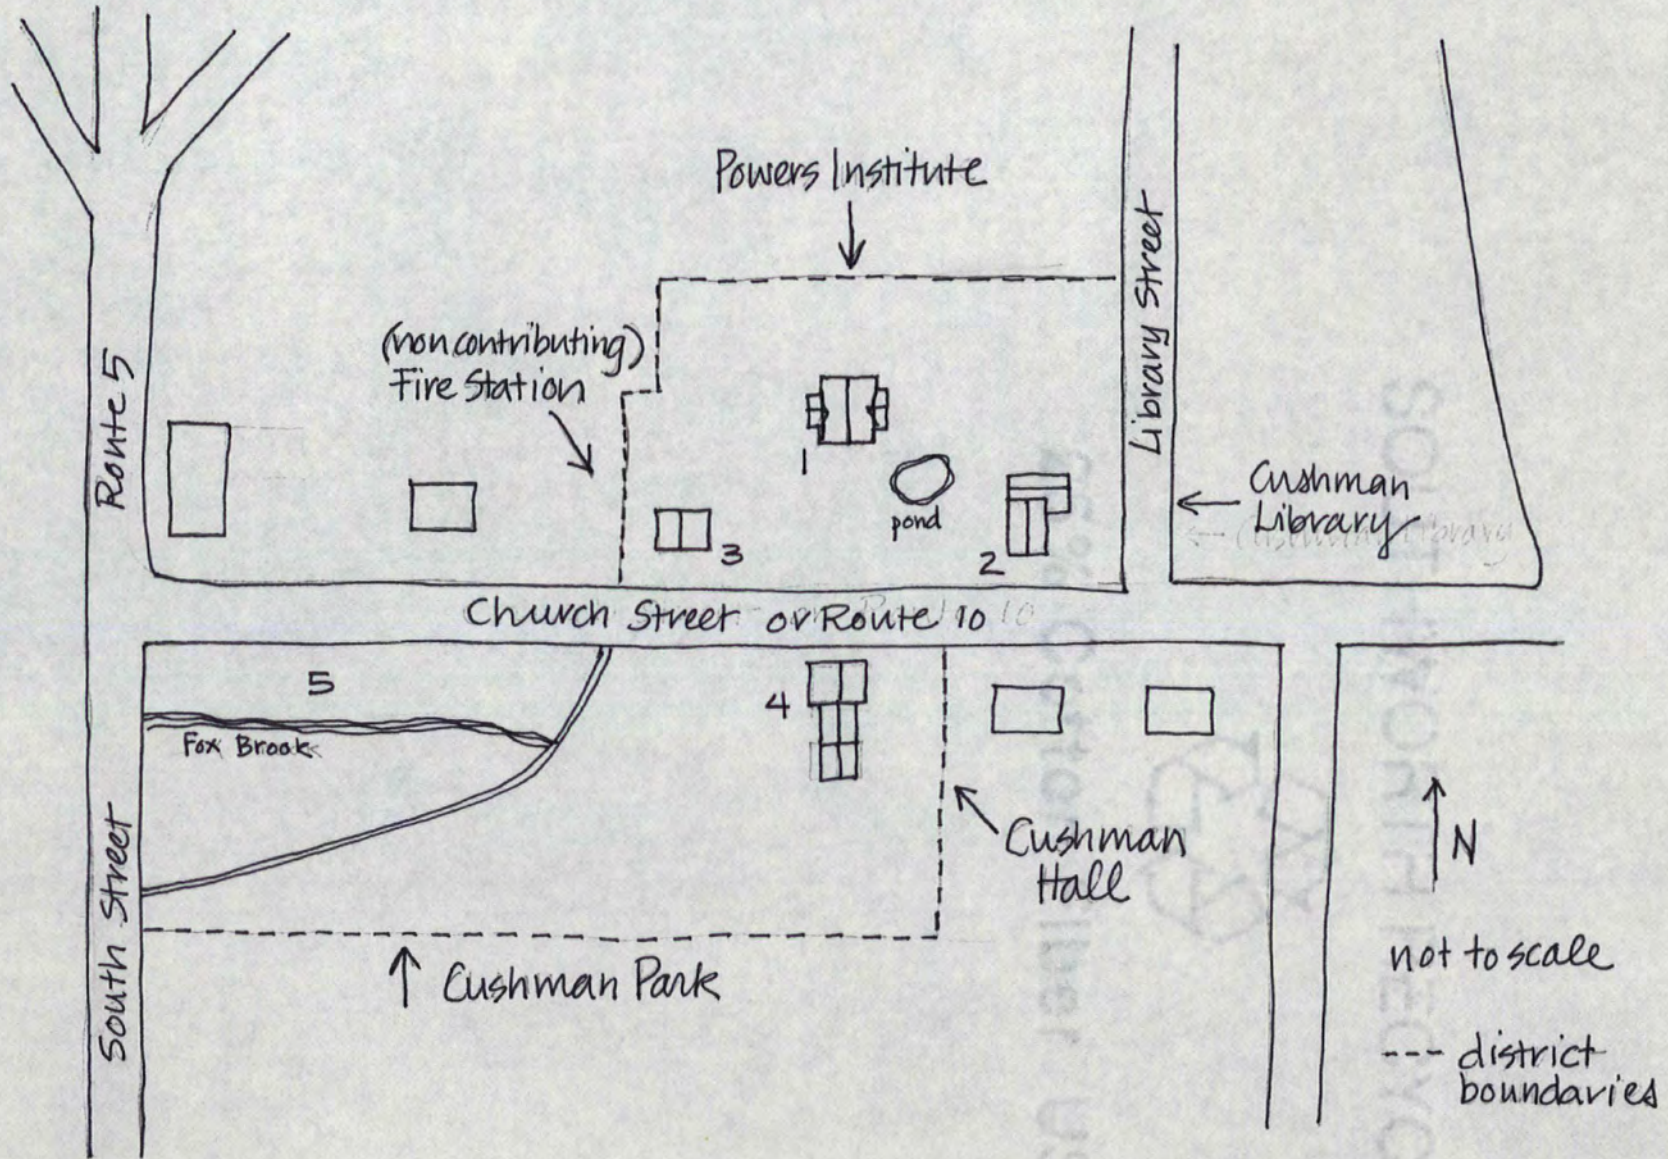 Powers Institute
Library Street
(noncontributing)
Fire Station
Route 5
1
pond
2
3
Cushman
Library
Church Street or Route 10
5
4
Fox Brook
Cushman
Hall
N
South Street
Cushman Park
not to scale
--- district
boundaries